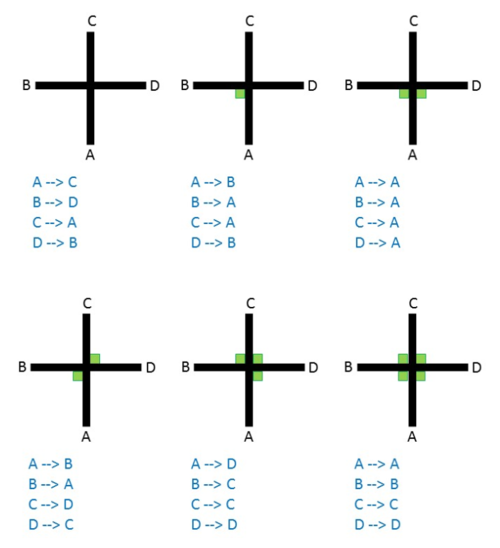 C
B D
A
A --> C
B --> D
C --> A
D --> B
C
B D
A
A --> B
B --> A
C --> A
D --> B
C
B D
A
A --> A
B --> A
C --> A
D --> A
C
B D
A
A --> B
B --> A
C --> D
D --> C
C
B D
A
A --> D
B --> C
C --> C
D --> D
C
B D
A
A --> A
B --> B
C --> C
D --> D